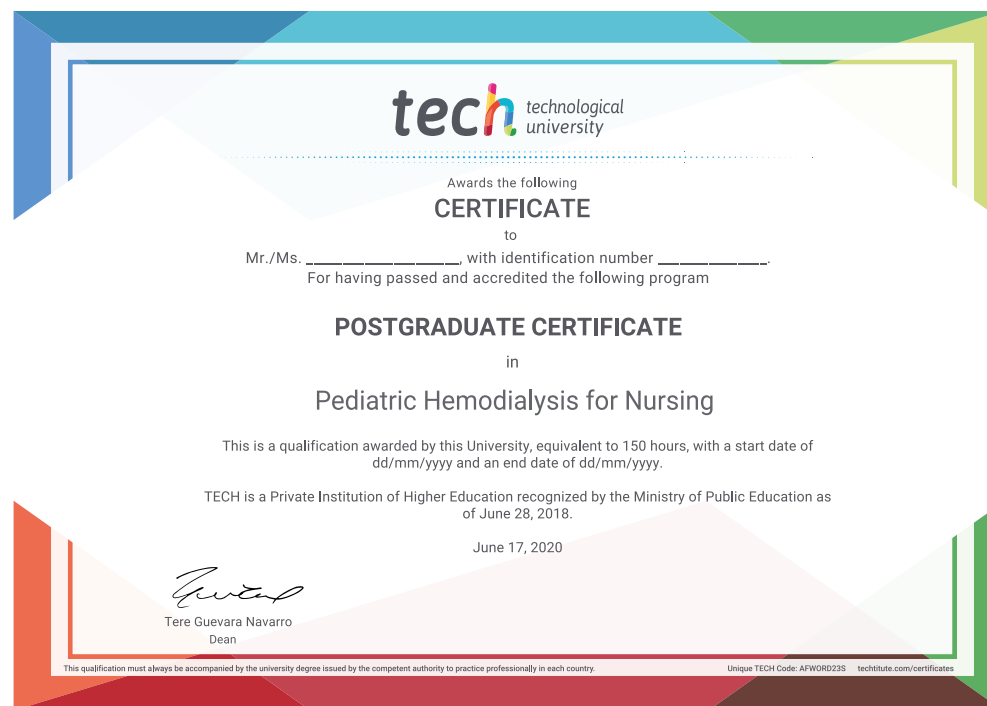 tech technological
university
Awards the following
CERTIFICATE
to
Mr./Ms. ____________________, with identification number ______________.
For having passed and accredited the following program
POSTGRADUATE CERTIFICATE
in
Pediatric Hemodialysis for Nursing
This is a qualification awarded by this University, equivalent to 150 hours, with a start date of
dd/mm/yyyy and an end date of dd/mm/yyyy.
TECH is a Private Institution of Higher Education recognized by the Ministry of Public Education as
of June 28, 2018.
June 17, 2020
Tere Guevara Navarro
Dean
This qualification must always be accompanied by the university degree issued by the competent authority to practice professionally in each country.
Unique TECH Code: AFWORD23S techtitute.com/certificates